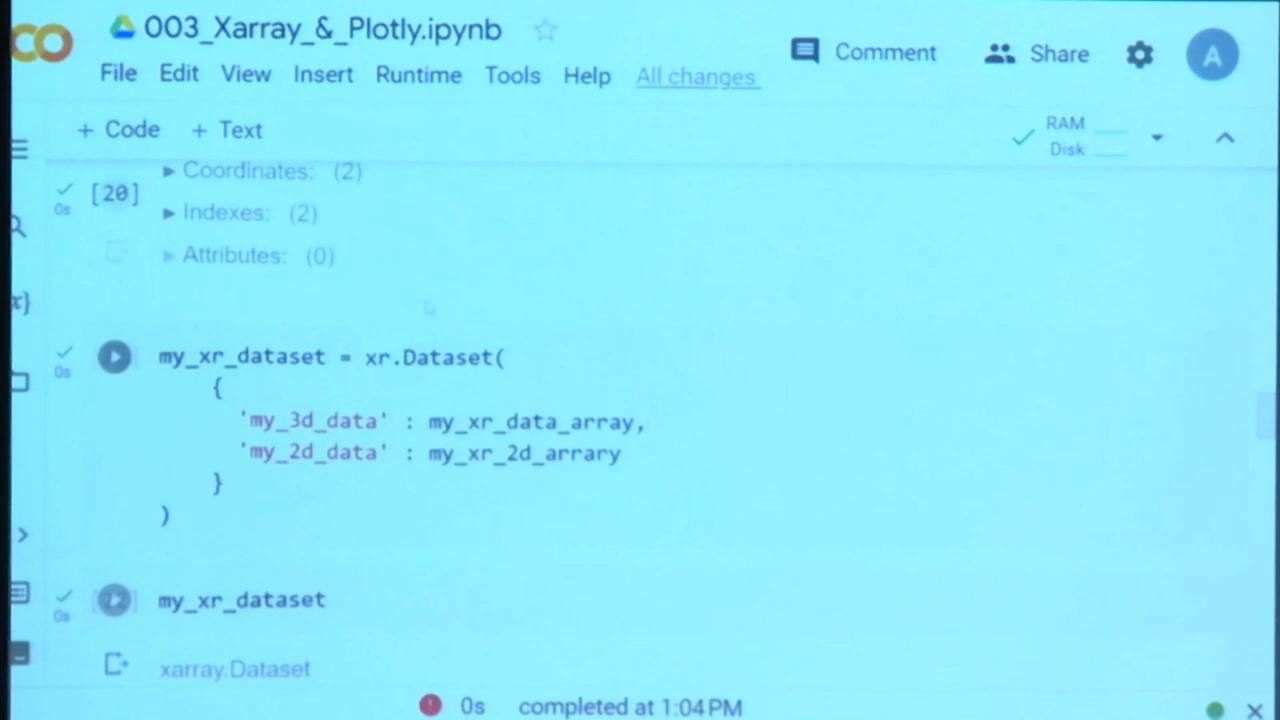 003_Xarray_&_Plotly.ipynb
Comment
Share
A
File Edit View Insert Runtime Tools Help All changes
+ Code + Text
RAM
Disk
Coordinates: (2)
[20]
0s
Indexes: (2)
Attributes: (0)
my_xr_dataset = xr.Dataset(
0s
{
'my_3d_data' : my_xr_data_array,
'my_2d_data' : my_xr_2d_arrary
}
)
my_xr_dataset
0s
xarray.Dataset
0s completed at 1:04 PM